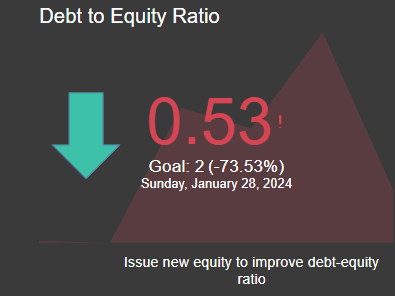 Debt to Equity Ratio
0.53!
Goal: 2 (-73.53%)
Sunday, January 28, 2024
Issue new equity to improve debt-equity
ratio